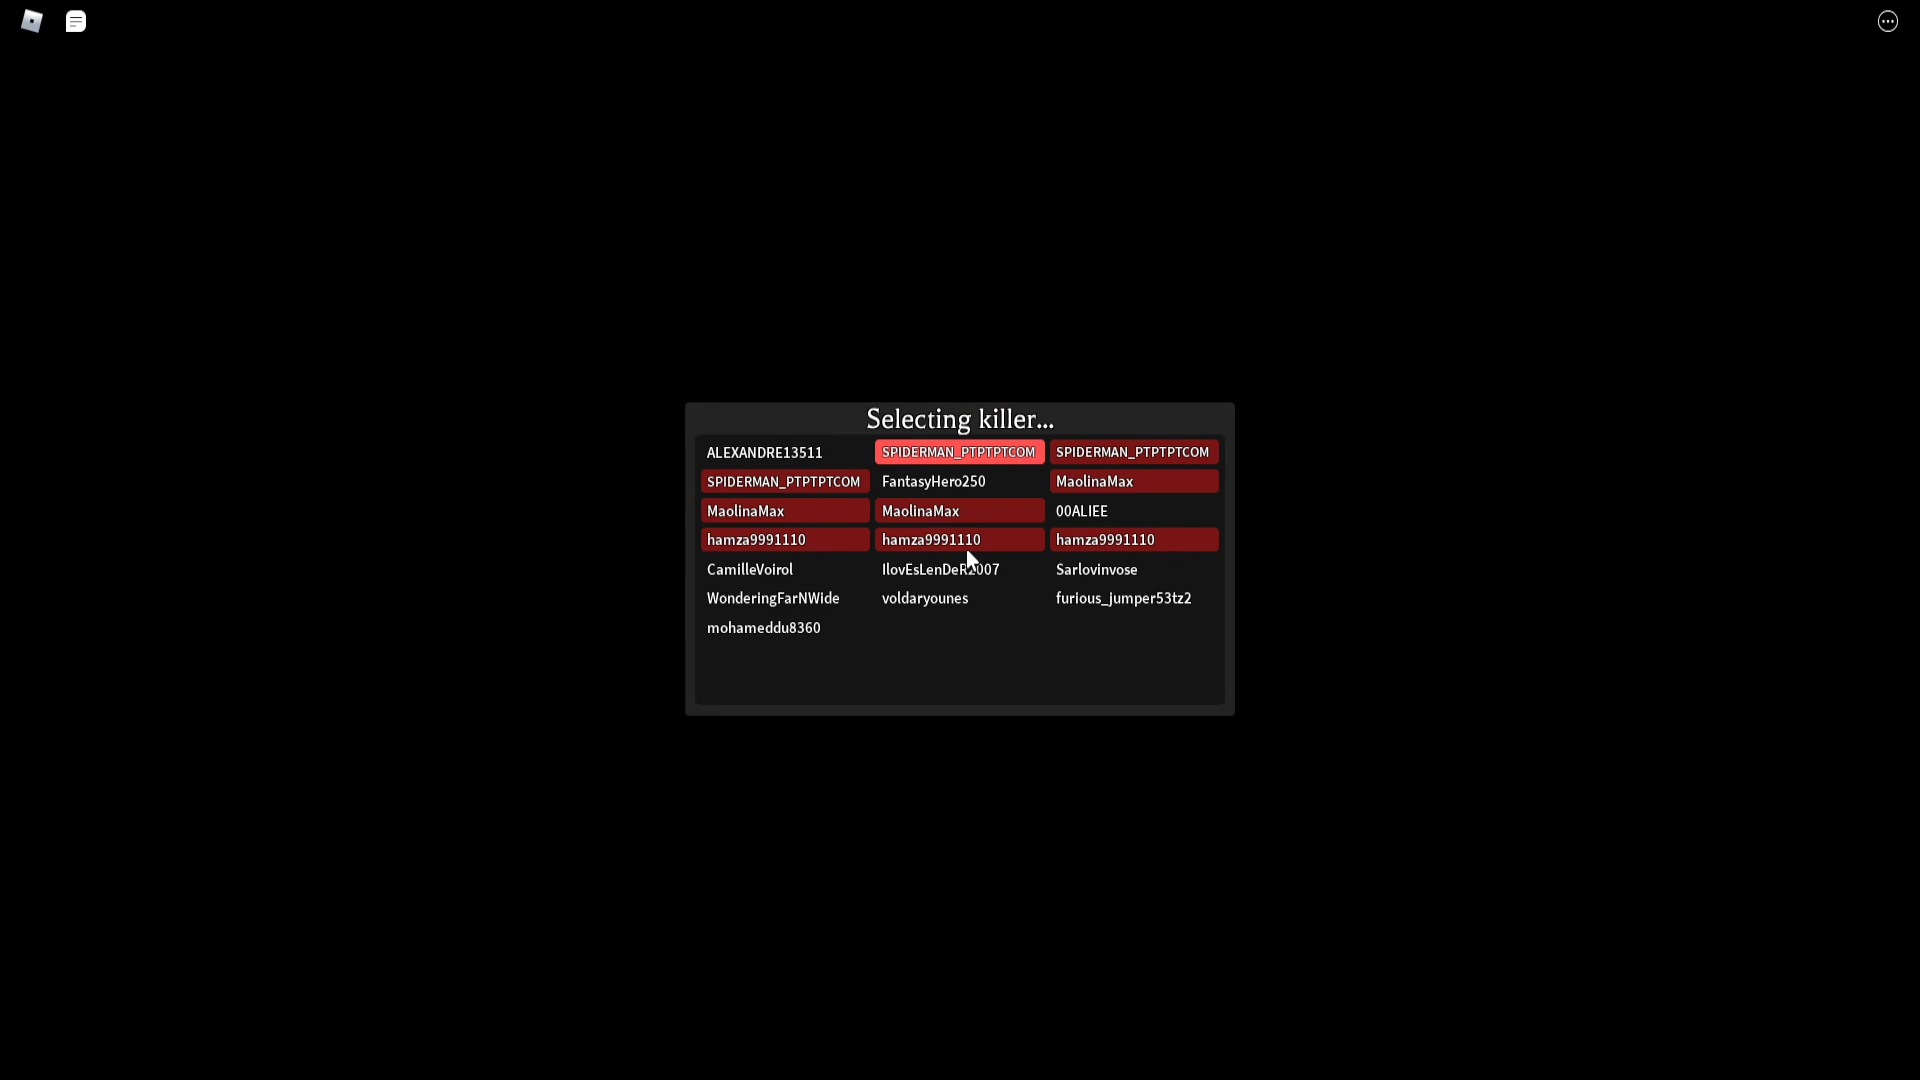 Selecting killer...
ALEXANDRE13511 SPIDERMAN_PTPTPTCOM SPIDERMAN_PTPTPTCOM
SPIDERMAN_PTPTPTCOM FantasyHero250 MaolinaMax
MaolinaMax MaolinaMax 00ALIEE
hamza9991110 hamza9991110 hamza9991110
CamilleVoirol IlovEsLenDeR2007 Sarlovinvose
WonderingFarNWide voldaryounes furious_jumper53tz2
mohameddu8360